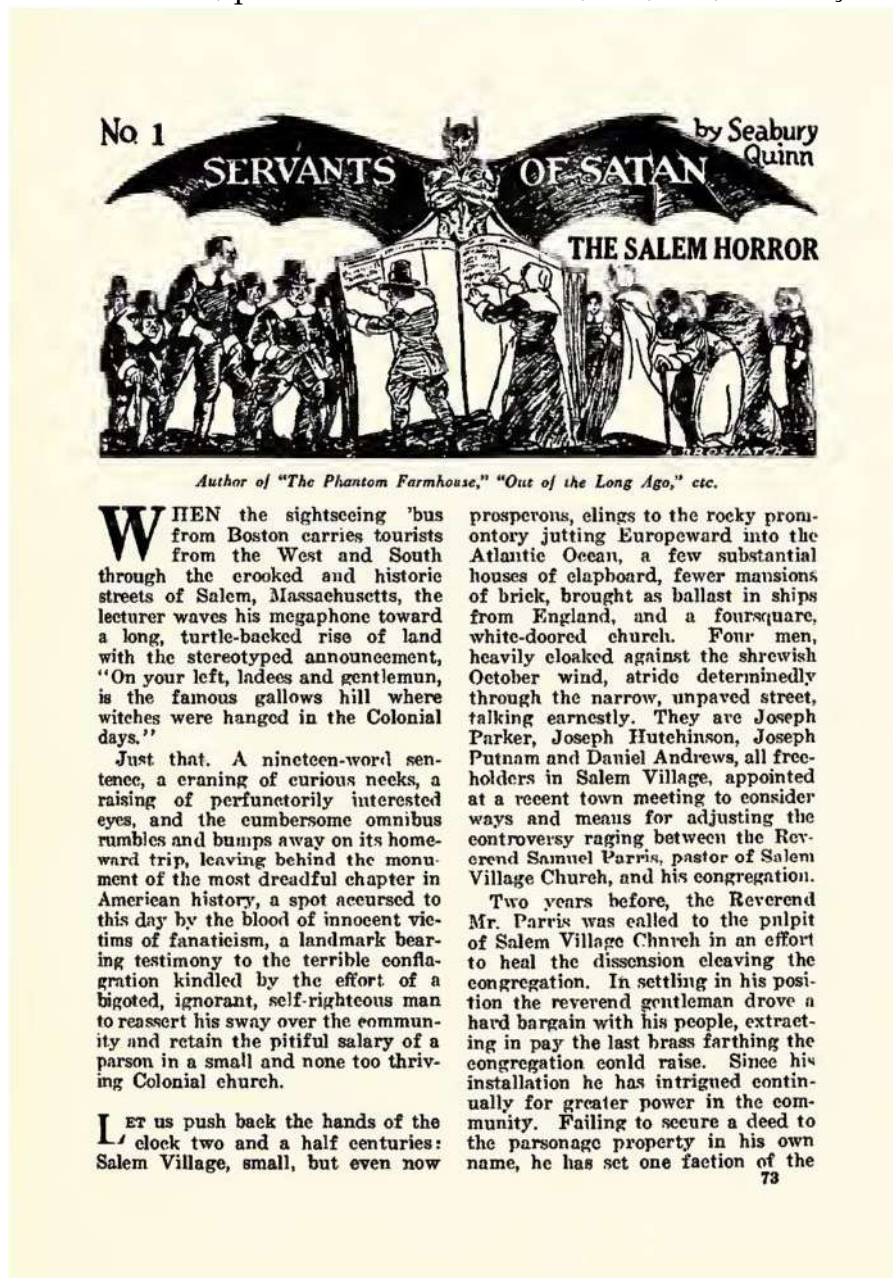 No. 1
by Seabury
Quinn
SERVANTS OF SATAN
THE SALEM HORROR
BROSNATCH
Author of "The Phantom Farmhouse," "Out of the Long Ago," etc.
WHEN the sightseeing 'bus
from Boston carries tourists
from the West and South
through the crooked and historic
streets of Salem, Massachusetts, the
lecturer waves his megaphone toward
a long, turtle-backed rise of land
with the stereotyped announcement,
"On your left, ladees and gentlemun,
is the famous gallows hill where
witches were hanged in the Colonial
days."
Just that. A nineteen-word sen-
tence, a craning of curious necks, a
raising of perfunctorily interested
eyes, and the cumbersome omnibus
rumbles and bumps away on its home-
ward trip, leaving behind the monu-
ment of the most dreadful chapter in
American history, a spot accursed to
this day by the blood of innocent vic-
tims of fanaticism, a landmark bear-
ing testimony to the terrible confla-
gration kindled by the effort of a
bigoted, ignorant, self-righteous man
to reassert his sway over the commun-
ity and retain the pitiful salary of a
parson in a small and none too thriv-
ing Colonial church.
LET us push back the hands of the
clock two and a half centuries:
Salem Village, small, but even now
prosperous, clings to the rocky prom-
ontory jutting Europeward into the
Atlantic Ocean, a few substantial
houses of clapboard, fewer mansions
of brick, brought as ballast in ships
from England, and a foursquare,
white-doored church. Four men,
heavily cloaked against the shrewish
October wind, stride determinedly
through the narrow, unpaved street,
talking earnestly. They are Joseph
Parker, Joseph Hutchinson, Joseph
Putnam and Daniel Andrews, all free-
holders in Salem Village, appointed
at a recent town meeting to consider
ways and means for adjusting the
controversy raging between the Rev-
erend Samuel Parris, pastor of Salem
Village Church, and his congregation.
Two years before, the Reverend
Mr. Parris was called to the pulpit
of Salem Village Church in an effort
to heal the dissension cleaving the
congregation. In settling in his posi-
tion the reverend gentleman drove a
hard bargain with his people, extract-
ing in pay the last brass farthing the
congregation could raise. Since his
installation he has intrigued contin-
ually for greater power in the com-
munity. Failing to secure a deed to
the parsonage property in his own
name, he has set one faction of the
73